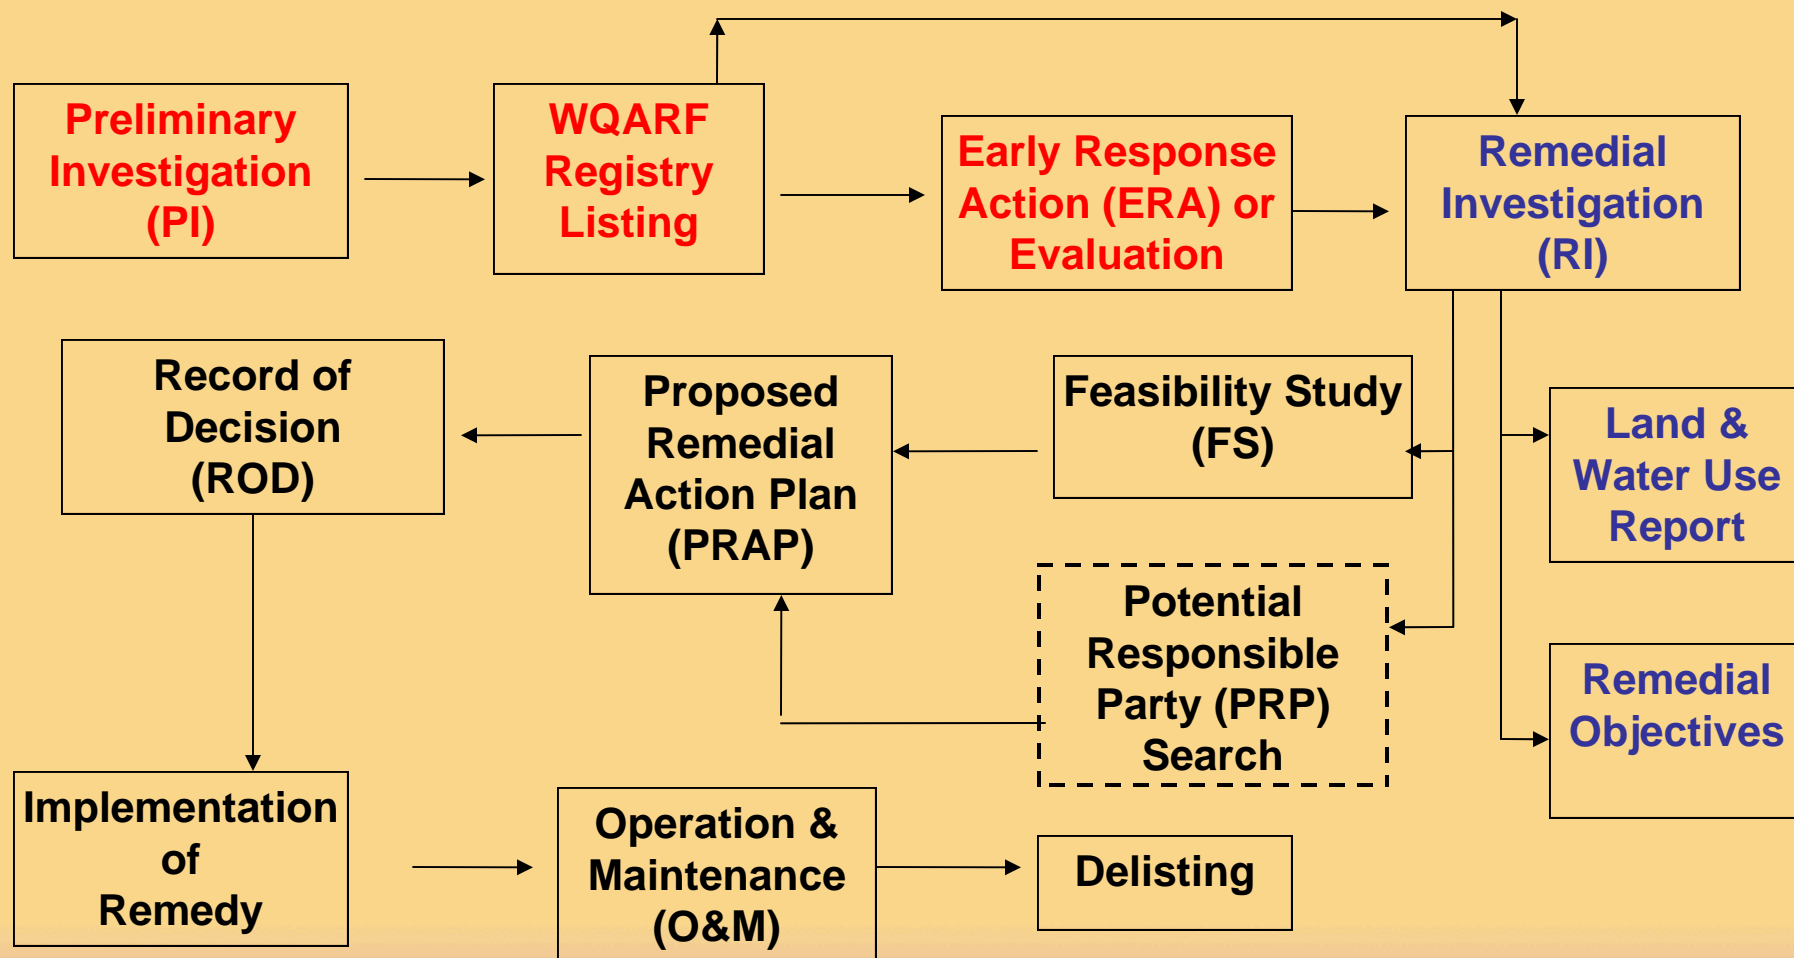 Preliminary
Investigation
(PI)
WQARF
Registry
Listing
Early Response
Action (ERA) or
Evaluation
Remedial
Investigation
(RI)
Record of
Decision
(ROD)
Proposed
Remedial
Action Plan
(PRAP)
Feasibility Study
(FS)
Land &
Water Use
Report
Potential
Responsible
Party (PRP)
Search
Remedial
Objectives
Implementation
of
Remedy
Operation &
Maintenance
(O&M)
Delisting